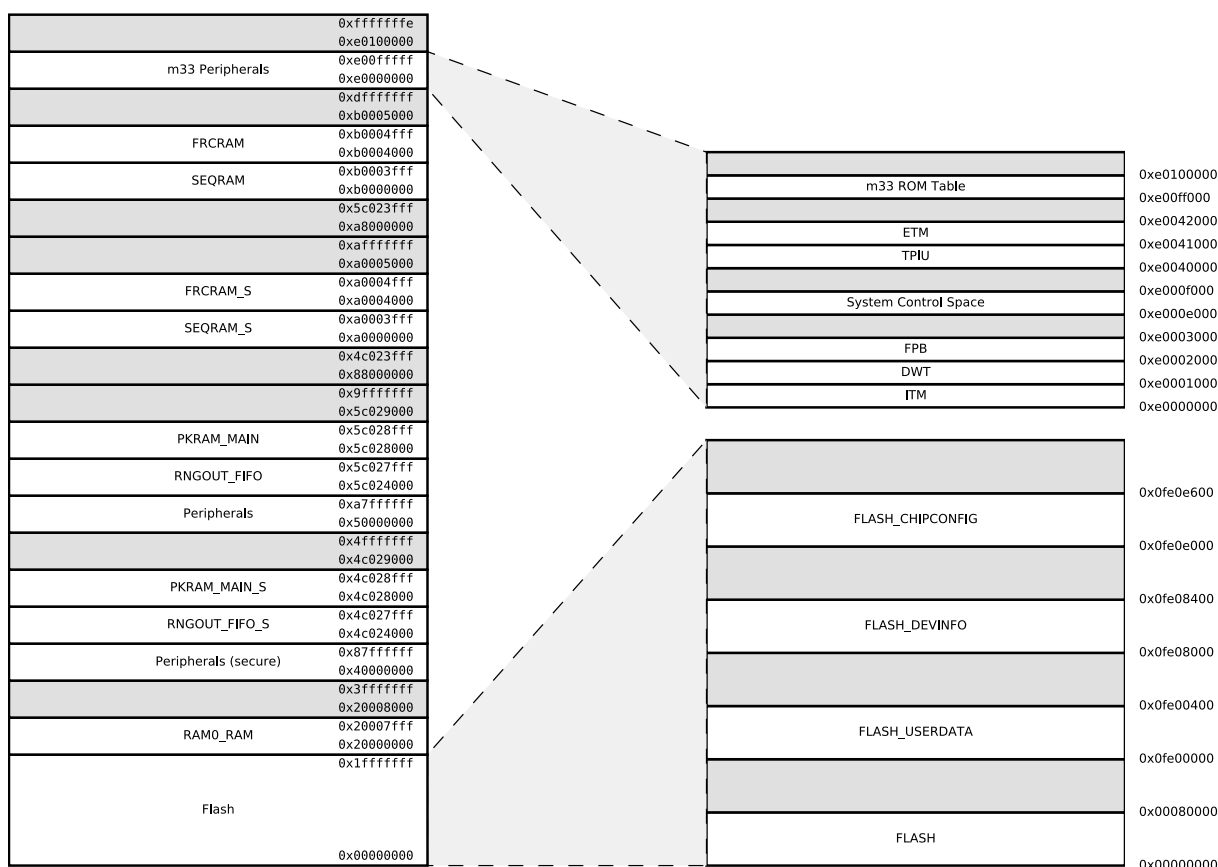 0xfffffffe
0xe0100000
m33 Peripherals
0xe00fffff
0xe0000000
0xdfffffff
0xb0005000
FRCRAM
0xb0004fff
0xb0004000
SEQRAM
0xb0003fff
0xb0000000
0x5c023fff
0xa8000000
0xafffffff
0xa0005000
FRCRAM_S
0xa0004fff
0xa0004000
SEQRAM_S
0xa0003fff
0xa0000000
0x4c023fff
0x88000000
0x9fffffff
0x5c029000
PKRAM_MAIN
0x5c028fff
0x5c028000
RNGOUT_FIFO
0x5c027fff
0x5c024000
Peripherals
0xa7ffffff
0x50000000
0x4fffffff
0x4c029000
PKRAM_MAIN_S
0x4c028fff
0x4c028000
RNGOUT_FIFO_S
0x4c027fff
0x4c024000
Peripherals (secure)
0x87ffffff
0x40000000
0x3fffffff
0x20008000
RAM0_RAM
0x20007fff
0x20000000
0x1fffffff
Flash
0x00000000
0xe0100000
m33 ROM Table
0xe00ff000
0xe0042000
ETM
0xe0041000
TPIU
0xe0040000
0xe000f000
System Control Space
0xe000e000
0xe0003000
FPB
0xe0002000
DWT
0xe0001000
ITM
0xe0000000
0x0fe0e600
FLASH_CHIPCONFIG
0x0fe0e000
0x0fe08400
FLASH_DEVINFO
0x0fe08000
0x0fe00400
FLASH_USERDATA
0x0fe00000
0x00080000
FLASH
0x00000000